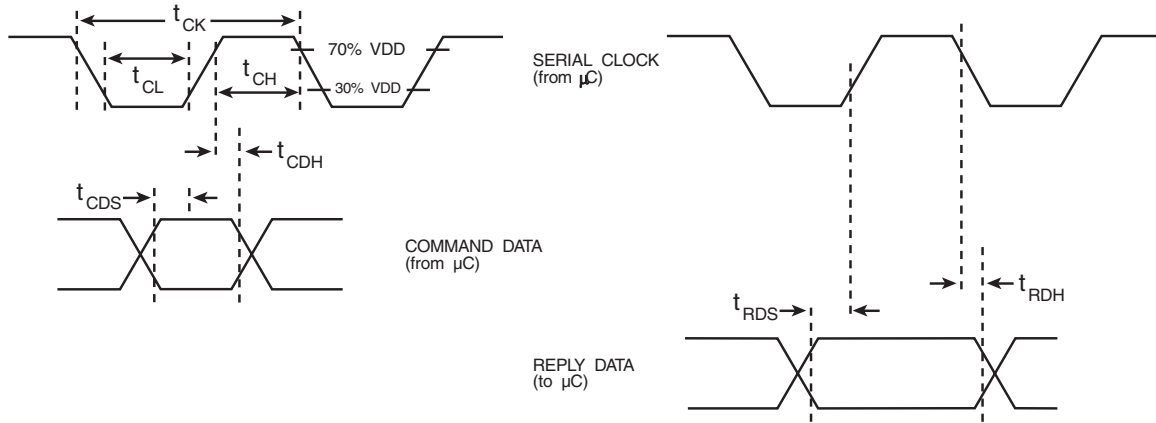 tCK
70% VDD
tCL
tCH
30% VDD
SERIAL CLOCK
(from µC)
tCDH
tCDS
COMMAND DATA
(from µC)
tRDH
tRDS
REPLY DATA
(to µC)